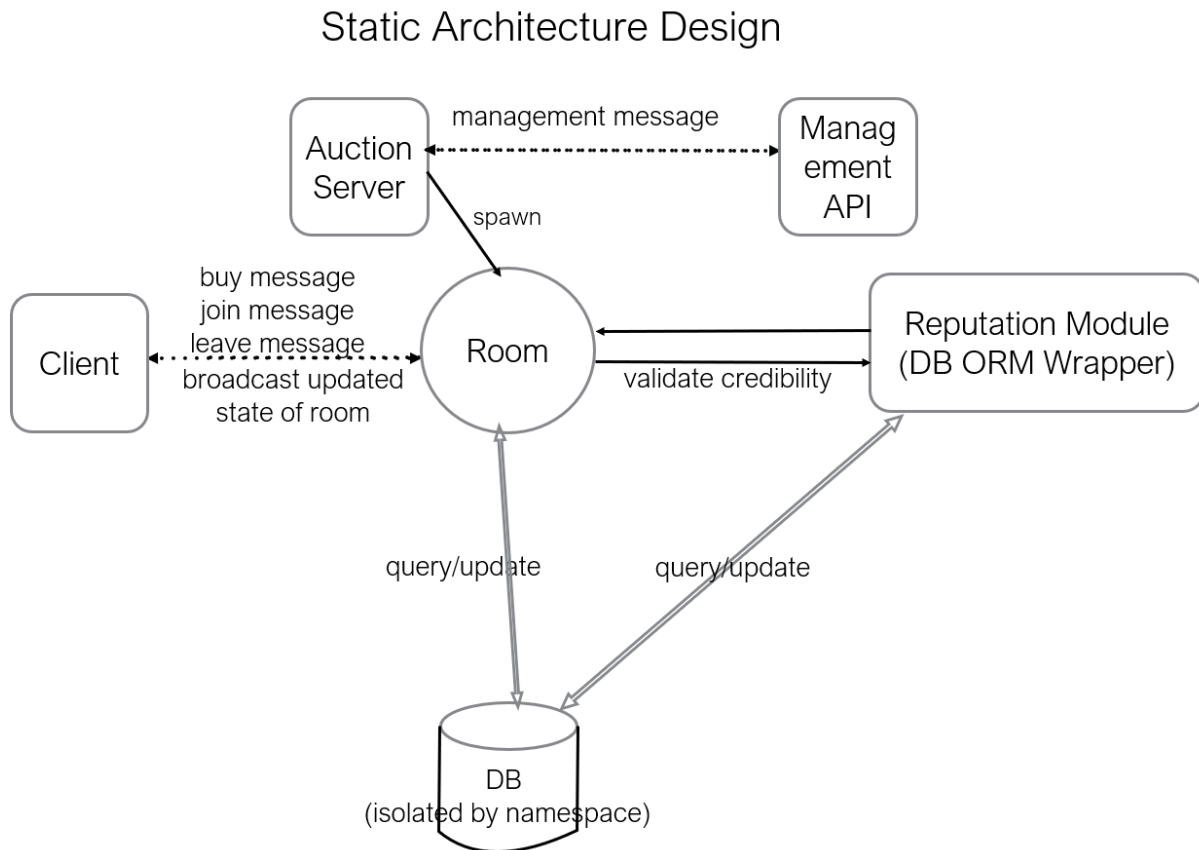 Static Architecture Design
management message
Auction
Server
Manag
ement
API
spawn
buy message
join message
leave message
broadcast updated
state of room
Client
Room
Reputation Module
(DB ORM Wrapper)
validate credibility
query/update
query/update
DB
(isolated by namespace)